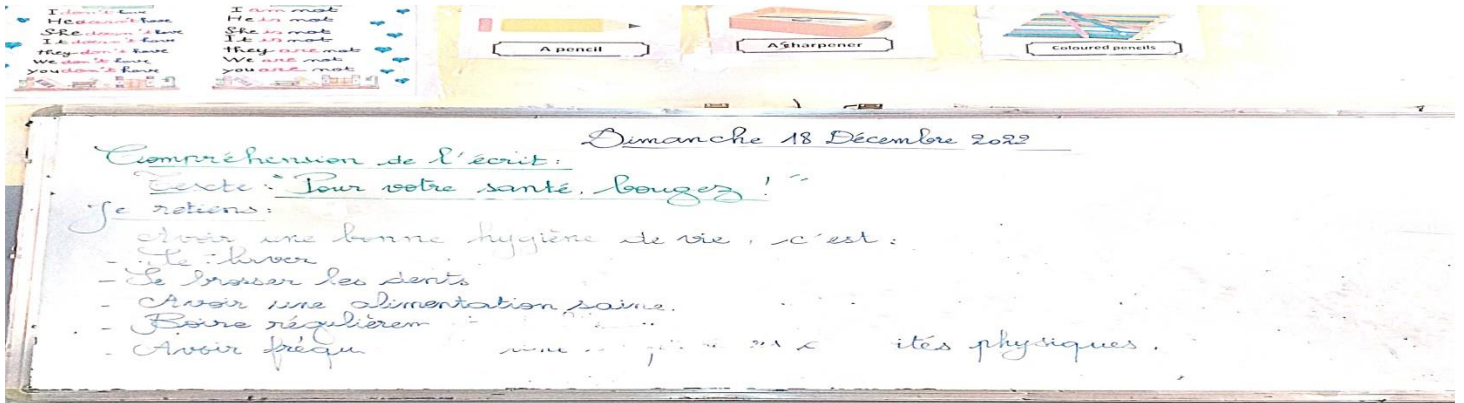 I don't have
He doesn't have
She doesn't have
It doesn't have
they don't have
We don't have
you don't have
I am not
He is not
She is not
It is not
they are not
We are not
you are not
A pencil
A sharpener
Coloured pencils
Dimanche 18 Décembre 2022
Compréhension de l'écrit:
Texte: "Pour votre santé, bougez!"
Je retiens:
Avoir une bonne hygiène de vie, c'est:
- Se laver
- Se brosser les dents
- Avoir une alimentation saine.
- Boire régulièrem
- Avoir fréqu ités physiques.